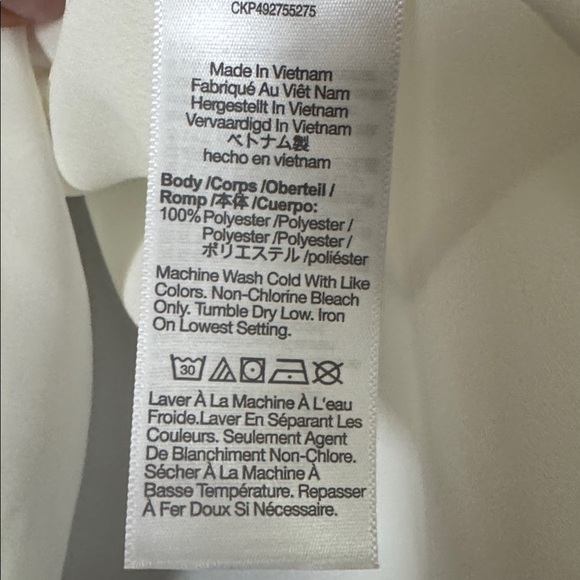 CKP492755275
Made In Vietnam
Fabriqué Au Viêt Nam
Hergestellt In Vietnam
Vervaardigd In Vietnam
ベトナム製
hecho en vietnam
Body /Corps /Oberteil /
Romp /本体 /Cuerpo:
100% Polyester /Polyester /
Polyester /Polyester /
ポリエステル /poliéster
Machine Wash Cold With Like
Colors. Non-Chlorine Bleach
Only. Tumble Dry Low. Iron
On Lowest Setting.
30
Laver À La Machine À L'eau
Froide.Laver En Séparant Les
Couleurs. Seulement Agent
De Blanchiment Non-Chlore.
Sécher À La Machine À
Basse Température. Repasser
À Fer Doux Si Nécessaire.